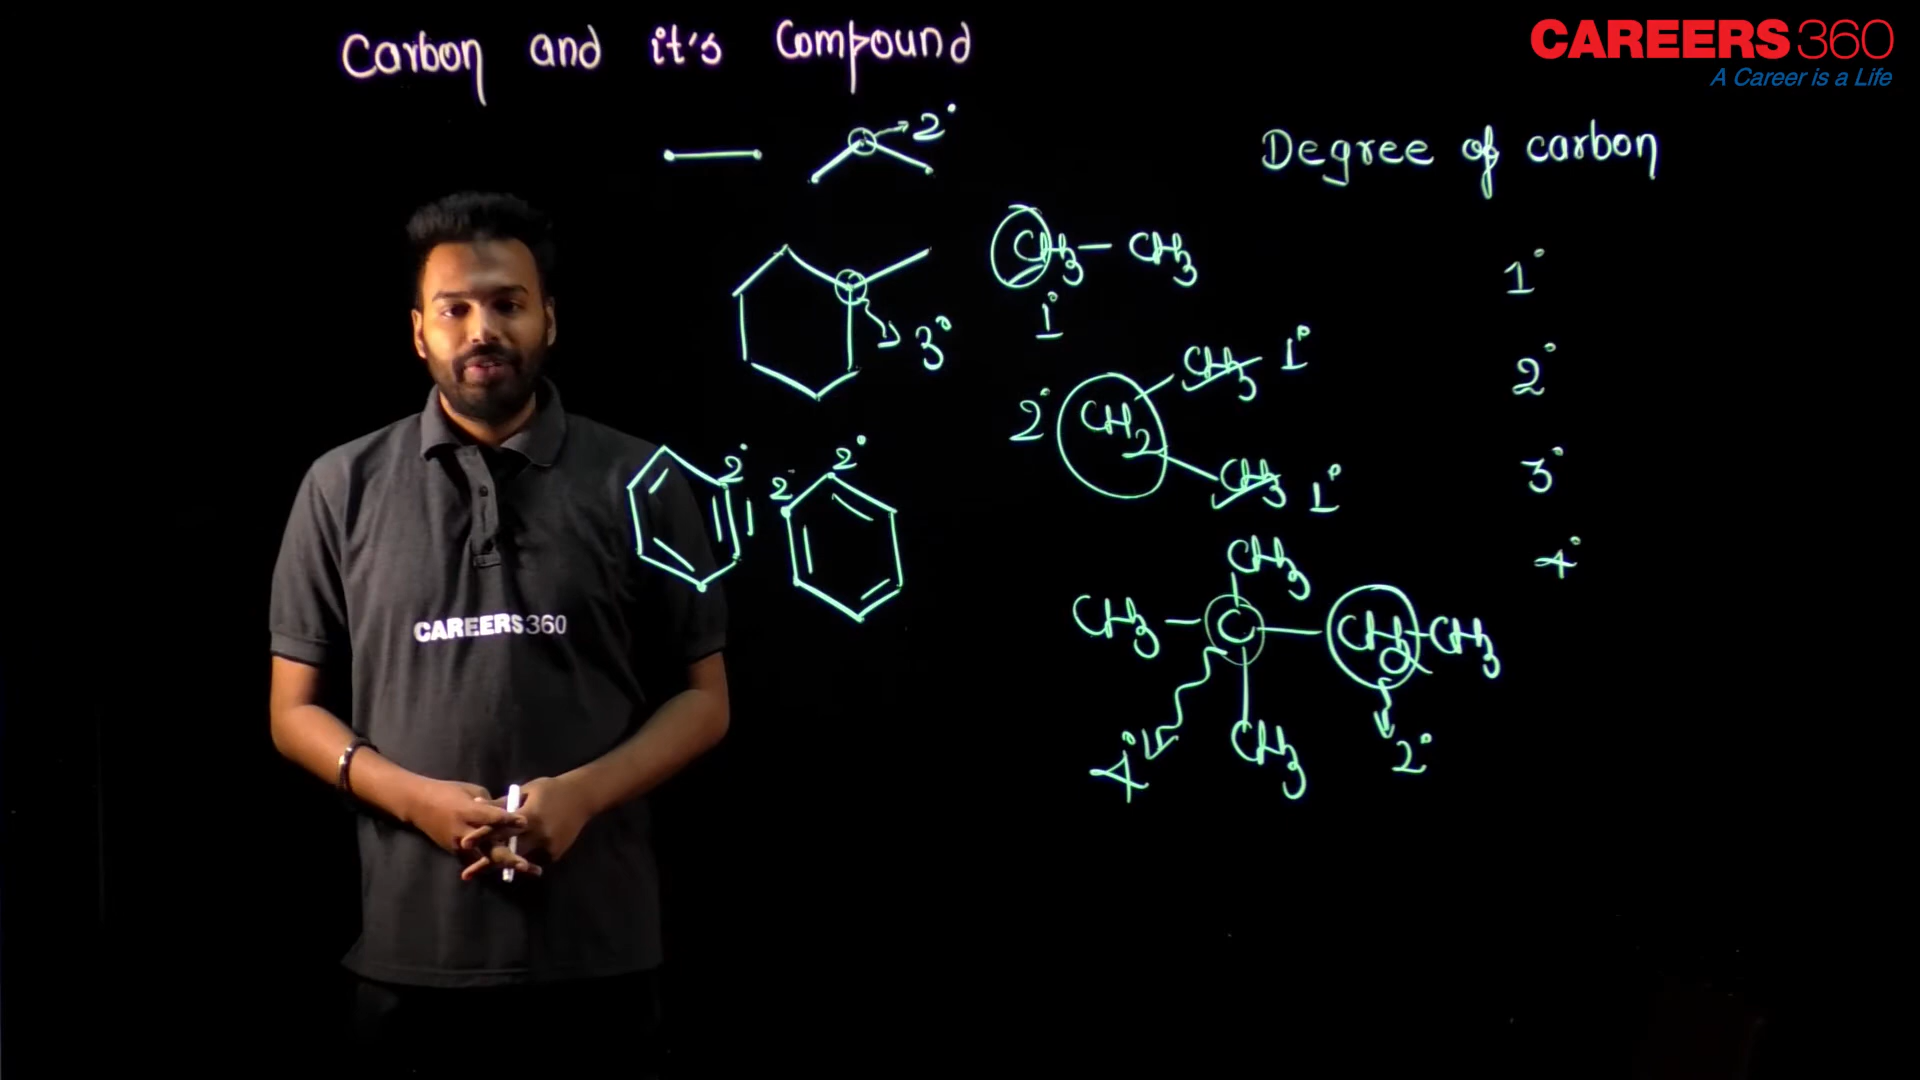 Carbon and it's Compound
CAREERS360
A Career is a Life
Degree of carbon
2°
CH3 — CH3
1°
3°
1°
2°
3°
4°
CH3 1°
2° CH2
CH3 1°
2° 2° 2°
CH3
CH3 — C — CH2 — CH3
CH3
4°
2°
CAREERS360